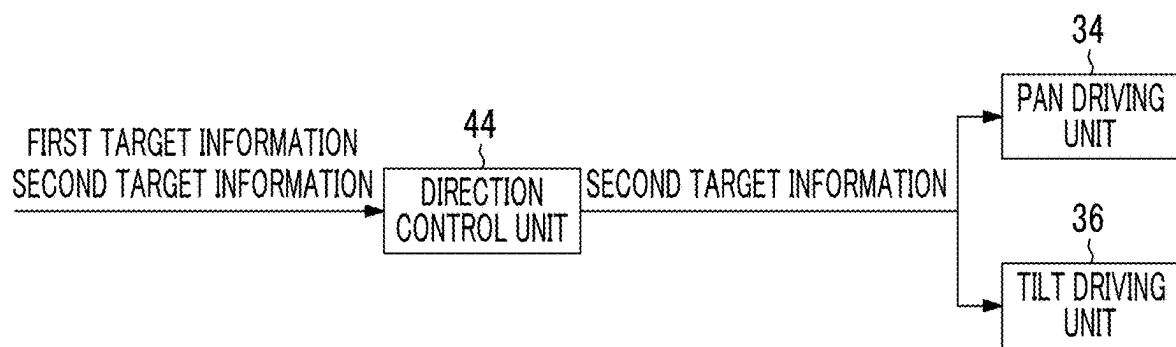 34
PAN DRIVING
UNIT
FIRST TARGET INFORMATION
SECOND TARGET INFORMATION
44
DIRECTION
CONTROL UNIT
SECOND TARGET INFORMATION
36
TILT DRIVING
UNIT